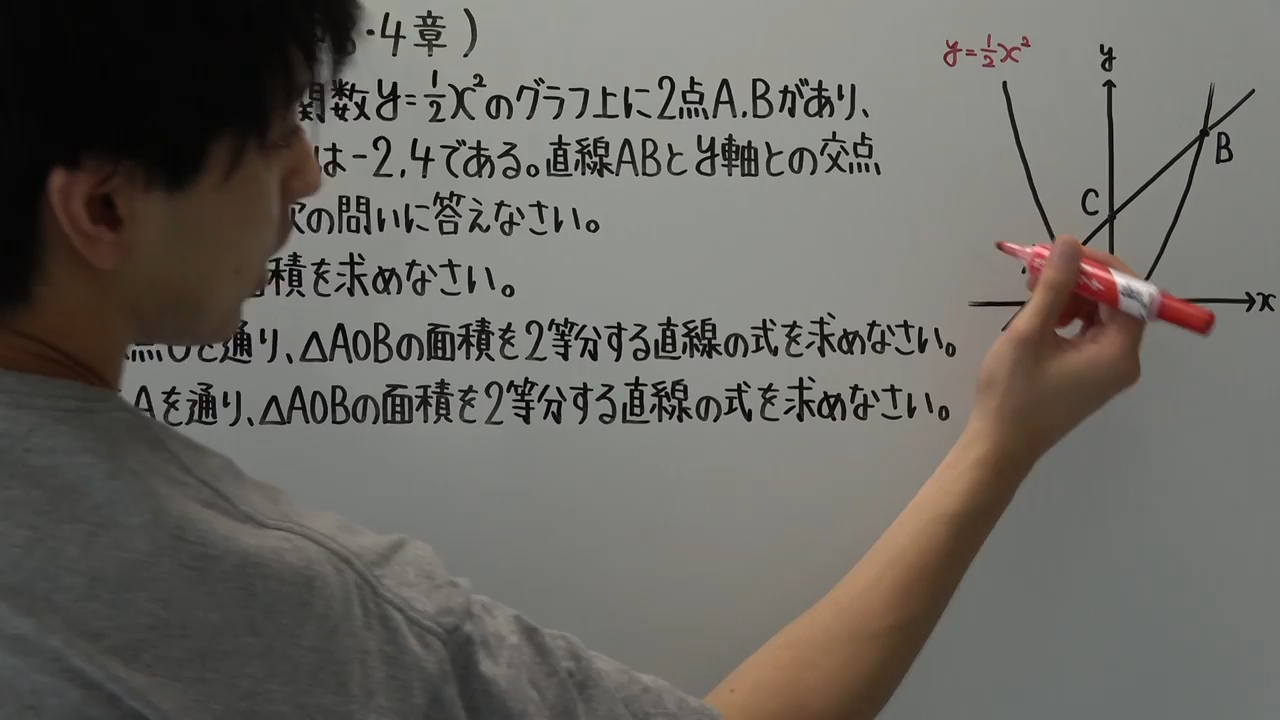 ・4章)
関数y=1/2x²のグラフ上に2点A.Bがあり、
は-2,4である。直線ABとy軸との交点
次の問いに答えなさい。
面積を求めなさい。
点Oを通り、△AOBの面積を2等分する直線の式を求めなさい。
Aを通り、△AOBの面積を2等分する直線の式を求めなさい。
y=1/2x²
y
B
C
x